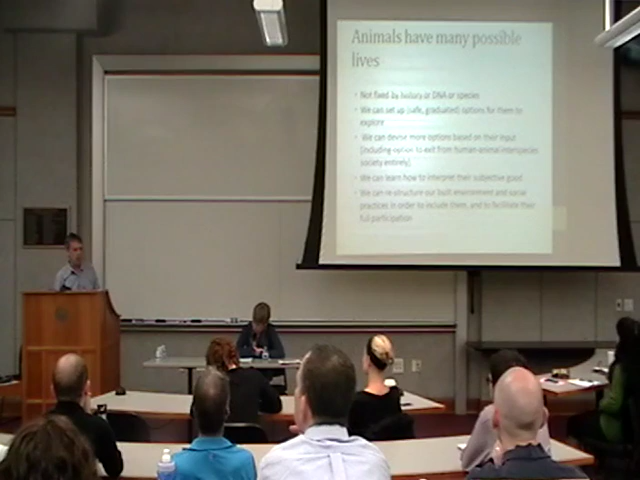 Animals have many possible
lives
• Not fixed by history or DNA or species
• We can set up (safe, graduated) options for them to
explore
• We can devise more options based on their input
(including option to exit from human-animal interspecies
society entirely).
• We can learn how to interpret their subjective good
• We can re-structure our built environment and social
practices in order to include them, and to facilitate their
full participation